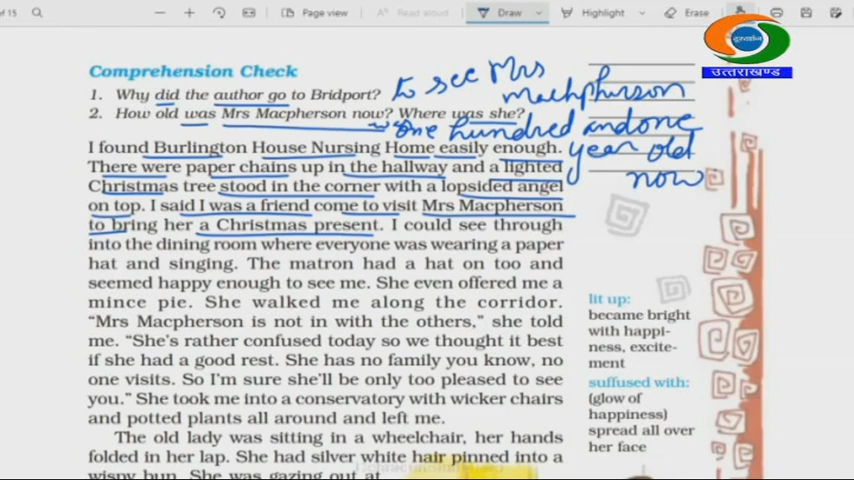 of 15
Page view
Read aloud
Draw
Highlight
Erase
दूरदर्शन
उत्तराखण्ड
Comprehension Check
1. Why did the author go to Bridport?
to see Mrs
Machpherson
2. How old was Mrs Macpherson now? Where was she?
one hundred and one
year old
now
I found Burlington House Nursing Home easily enough.
There were paper chains up in the hallway and a lighted
Christmas tree stood in the corner with a lopsided angel
on top. I said I was a friend come to visit Mrs Macpherson
to bring her a Christmas present. I could see through
into the dining room where everyone was wearing a paper
hat and singing. The matron had a hat on too and
seemed happy enough to see me. She even offered me a
mince pie. She walked me along the corridor.
“Mrs Macpherson is not in with the others,” she told
me. “She's rather confused today so we thought it best
if she had a good rest. She has no family you know, no
one visits. So I'm sure she'll be only too pleased to see
you.” She took me into a conservatory with wicker chairs
and potted plants all around and left me.
The old lady was sitting in a wheelchair, her hands
folded in her lap. She had silver white hair pinned into a
wispy bun. She was gazing out at
lit up:
became bright
with happi-
ness, excite-
ment
suffused with:
(glow of
happiness)
spread all over
her face